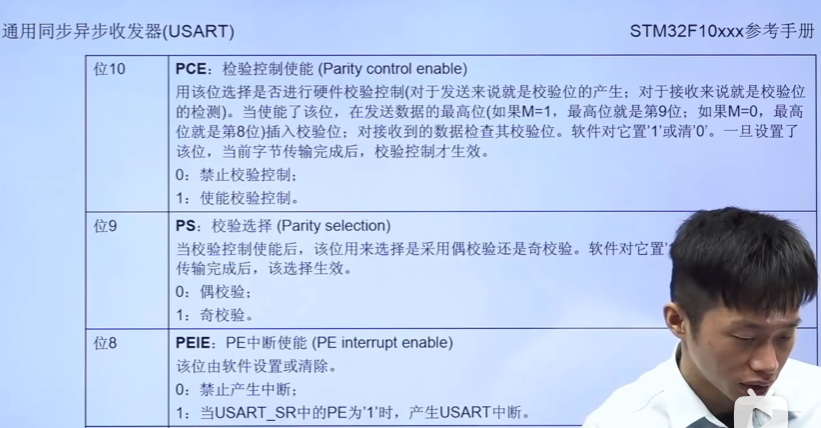 通用同步异步收发器(USART)
STM32F10xxx参考手册
位10
PCE：检验控制使能 (Parity control enable)
用该位选择是否进行硬件校验控制(对于发送来说就是校验位的产生；对于接收来说就是校验位
的检测)。当使能了该位，在发送数据的最高位(如果M=1，最高位就是第9位；如果M=0，最高
位就是第8位)插入校验位；对接收到的数据检查其校验位。软件对它置'1'或清'0'。一旦设置了
该位，当前字节传输完成后，校验控制才生效。
0：禁止校验控制；
1：使能校验控制。
位9
PS：校验选择 (Parity selection)
当校验控制使能后，该位用来选择是采用偶校验还是奇校验。软件对它置'
传输完成后，该选择生效。
0：偶校验；
1：奇校验。
位8
PEIE：PE中断使能 (PE interrupt enable)
该位由软件设置或清除。
0：禁止产生中断；
1：当USART_SR中的PE为'1'时，产生USART中断。